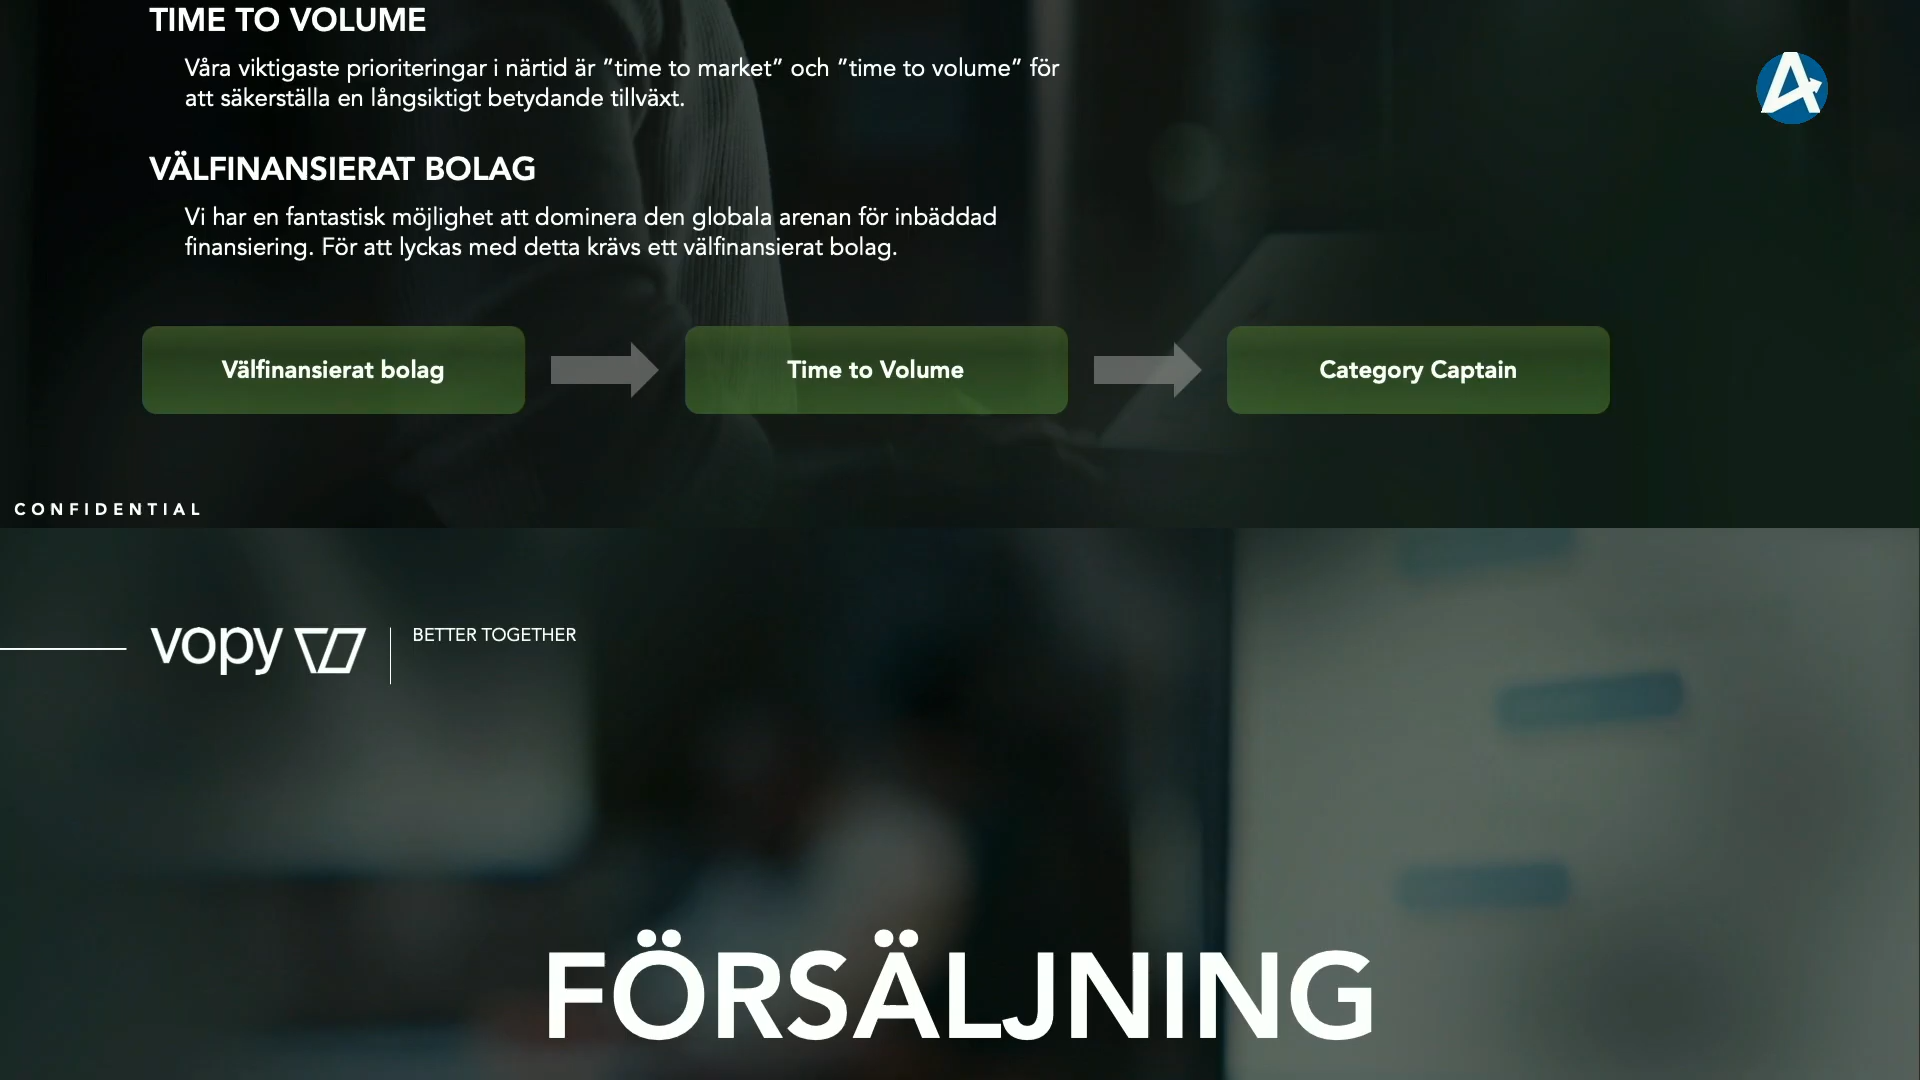 TIME TO VOLUME
Våra viktigaste prioriteringar i närtid är ”time to market” och ”time to volume” för
att säkerställa en långsiktigt betydande tillväxt.
VÄLFINANSIERAT BOLAG
Vi har en fantastisk möjlighet att dominera den globala arenan för inbäddad
finansiering. För att lyckas med detta krävs ett välfinansierat bolag.
Välfinansierat bolag
Time to Volume
Category Captain
CONFIDENTIAL
vopy
BETTER TOGETHER
FÖRSÄLJNING